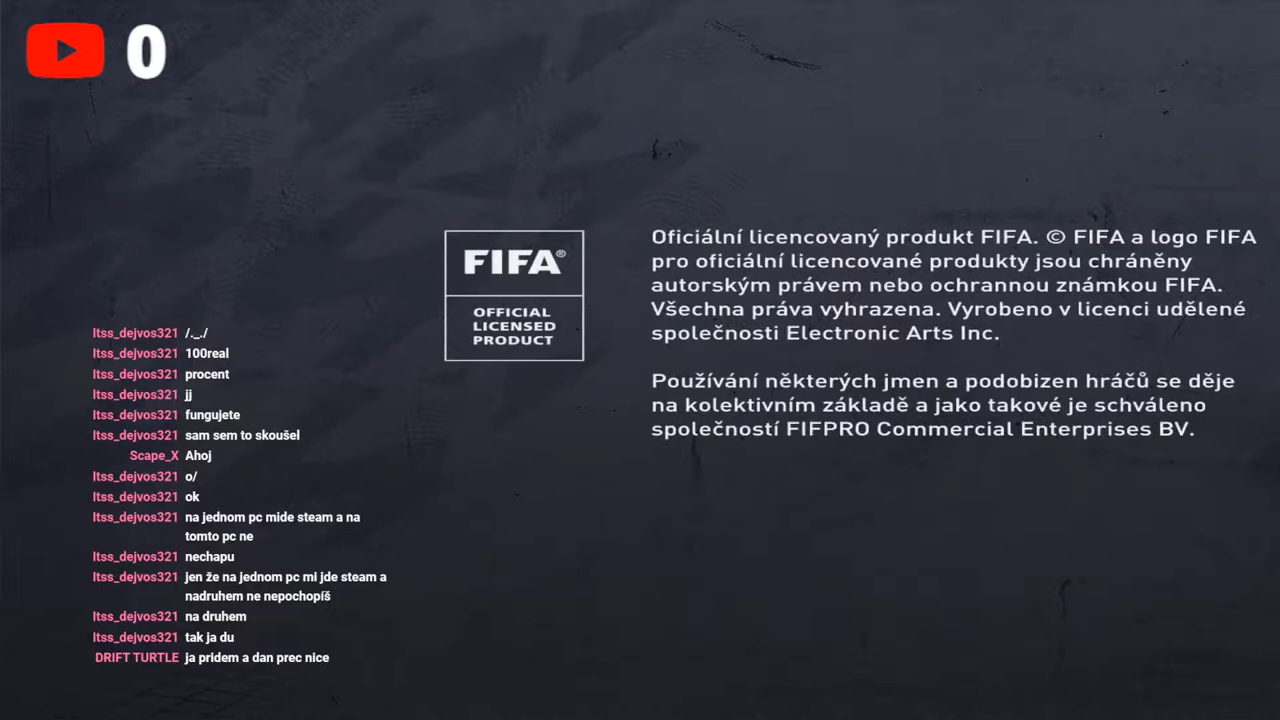 0
FIFA®
OFFICIAL
LICENSED
PRODUCT
Oficiální licencovaný produkt FIFA. © FIFA a logo FIFA
pro oficiální licencované produkty jsou chráněny
autorským právem nebo ochrannou známkou FIFA.
Všechna práva vyhrazena. Vyrobeno v licenci udělené
společnosti Electronic Arts Inc.
Používání některých jmen a podobizen hráčů se děje
na kolektivním základě a jako takové je schváleno
společností FIFPRO Commercial Enterprises BV.
Itss_dejvos321 /._./
Itss_dejvos321 100real
Itss_dejvos321 procent
Itss_dejvos321 jj
Itss_dejvos321 fungujete
Itss_dejvos321 sam sem to skoušel
Scape_X Ahoj
Itss_dejvos321 o/
Itss_dejvos321 ok
Itss_dejvos321 na jednom pc mide steam a na
tomto pc ne
Itss_dejvos321 nechapu
Itss_dejvos321 jen že na jednom pc mi jde steam a
nadruhem ne nepochopíš
Itss_dejvos321 na druhem
Itss_dejvos321 tak ja du
DRIFT TURTLE ja pridem a dan prec nice